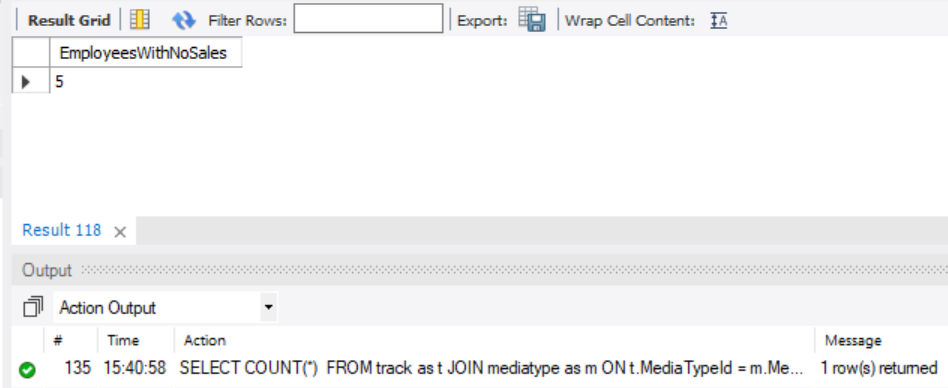 Result Grid Filter Rows: Export: Wrap Cell Content: IA
EmployeesWithNoSales
5
Result 118 ×
Output
Action Output
# Time Action Message
135 15:40:58 SELECT COUNT(*) FROM track as t JOIN mediatype as m ON t.MediaTypeId = m.Me... 1 row(s) returned